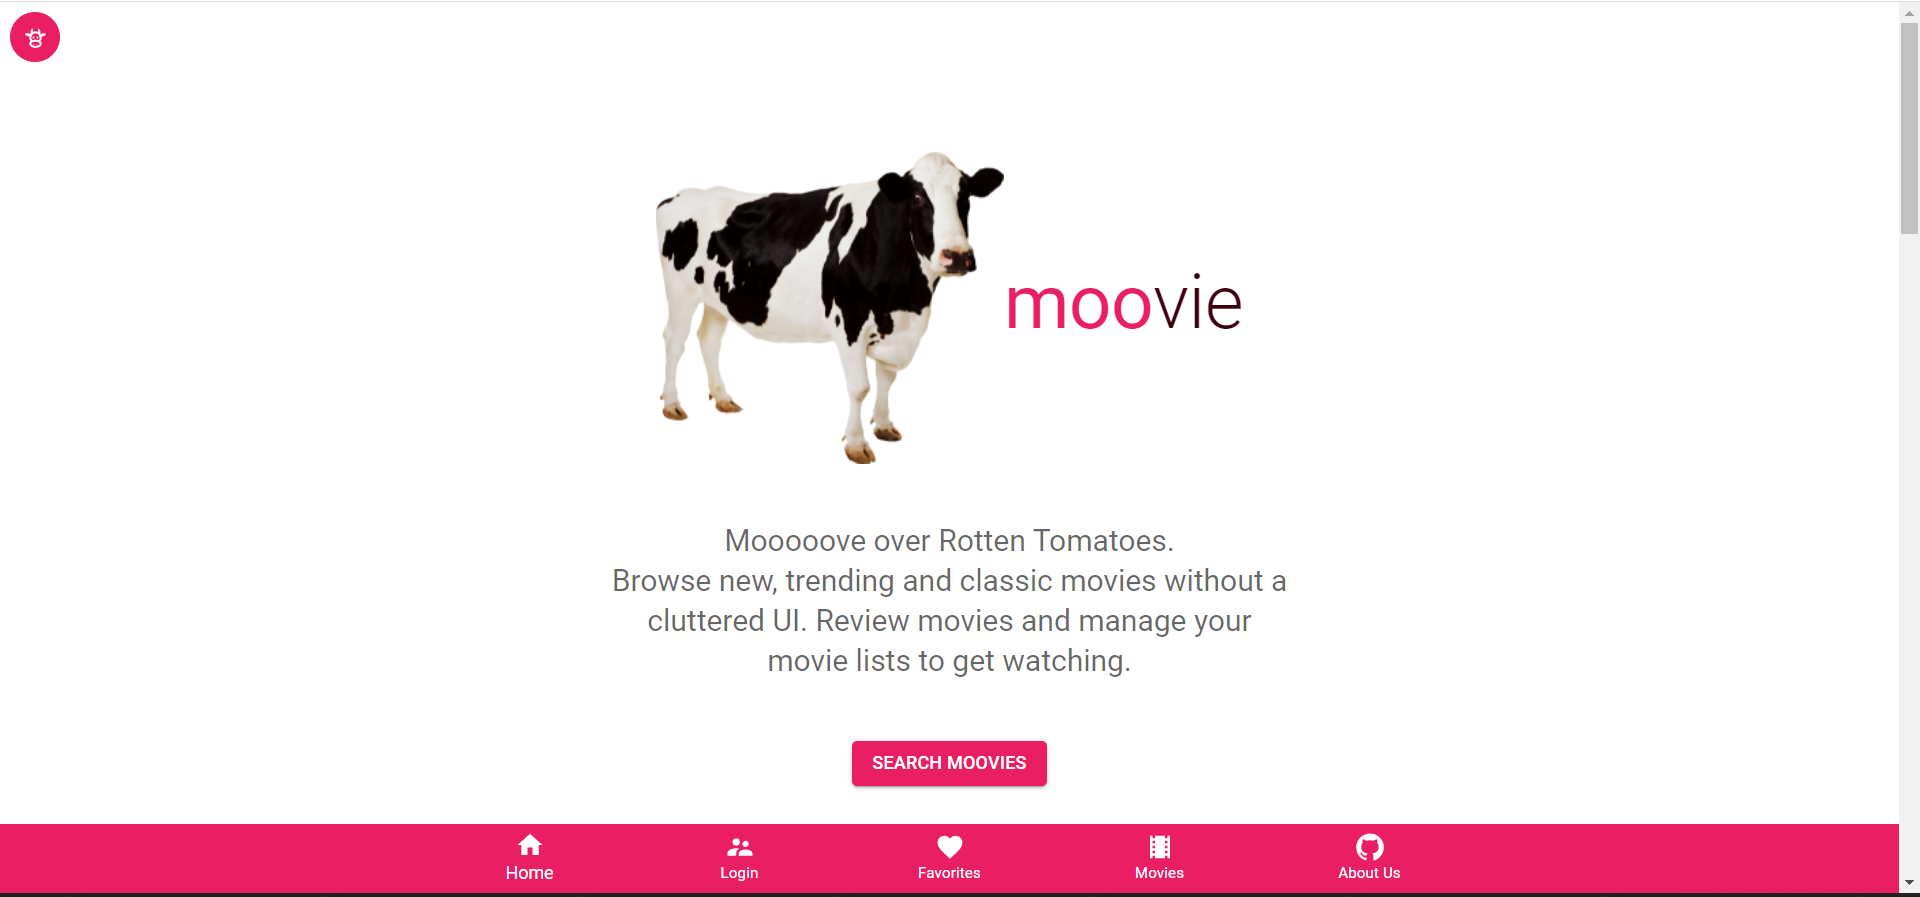 moovie
Mooooove over Rotten Tomatoes.
Browse new, trending and classic movies without a
cluttered UI. Review movies and manage your
movie lists to get watching.
SEARCH MOOVIES
Home
Login
Favorites
Movies
About Us